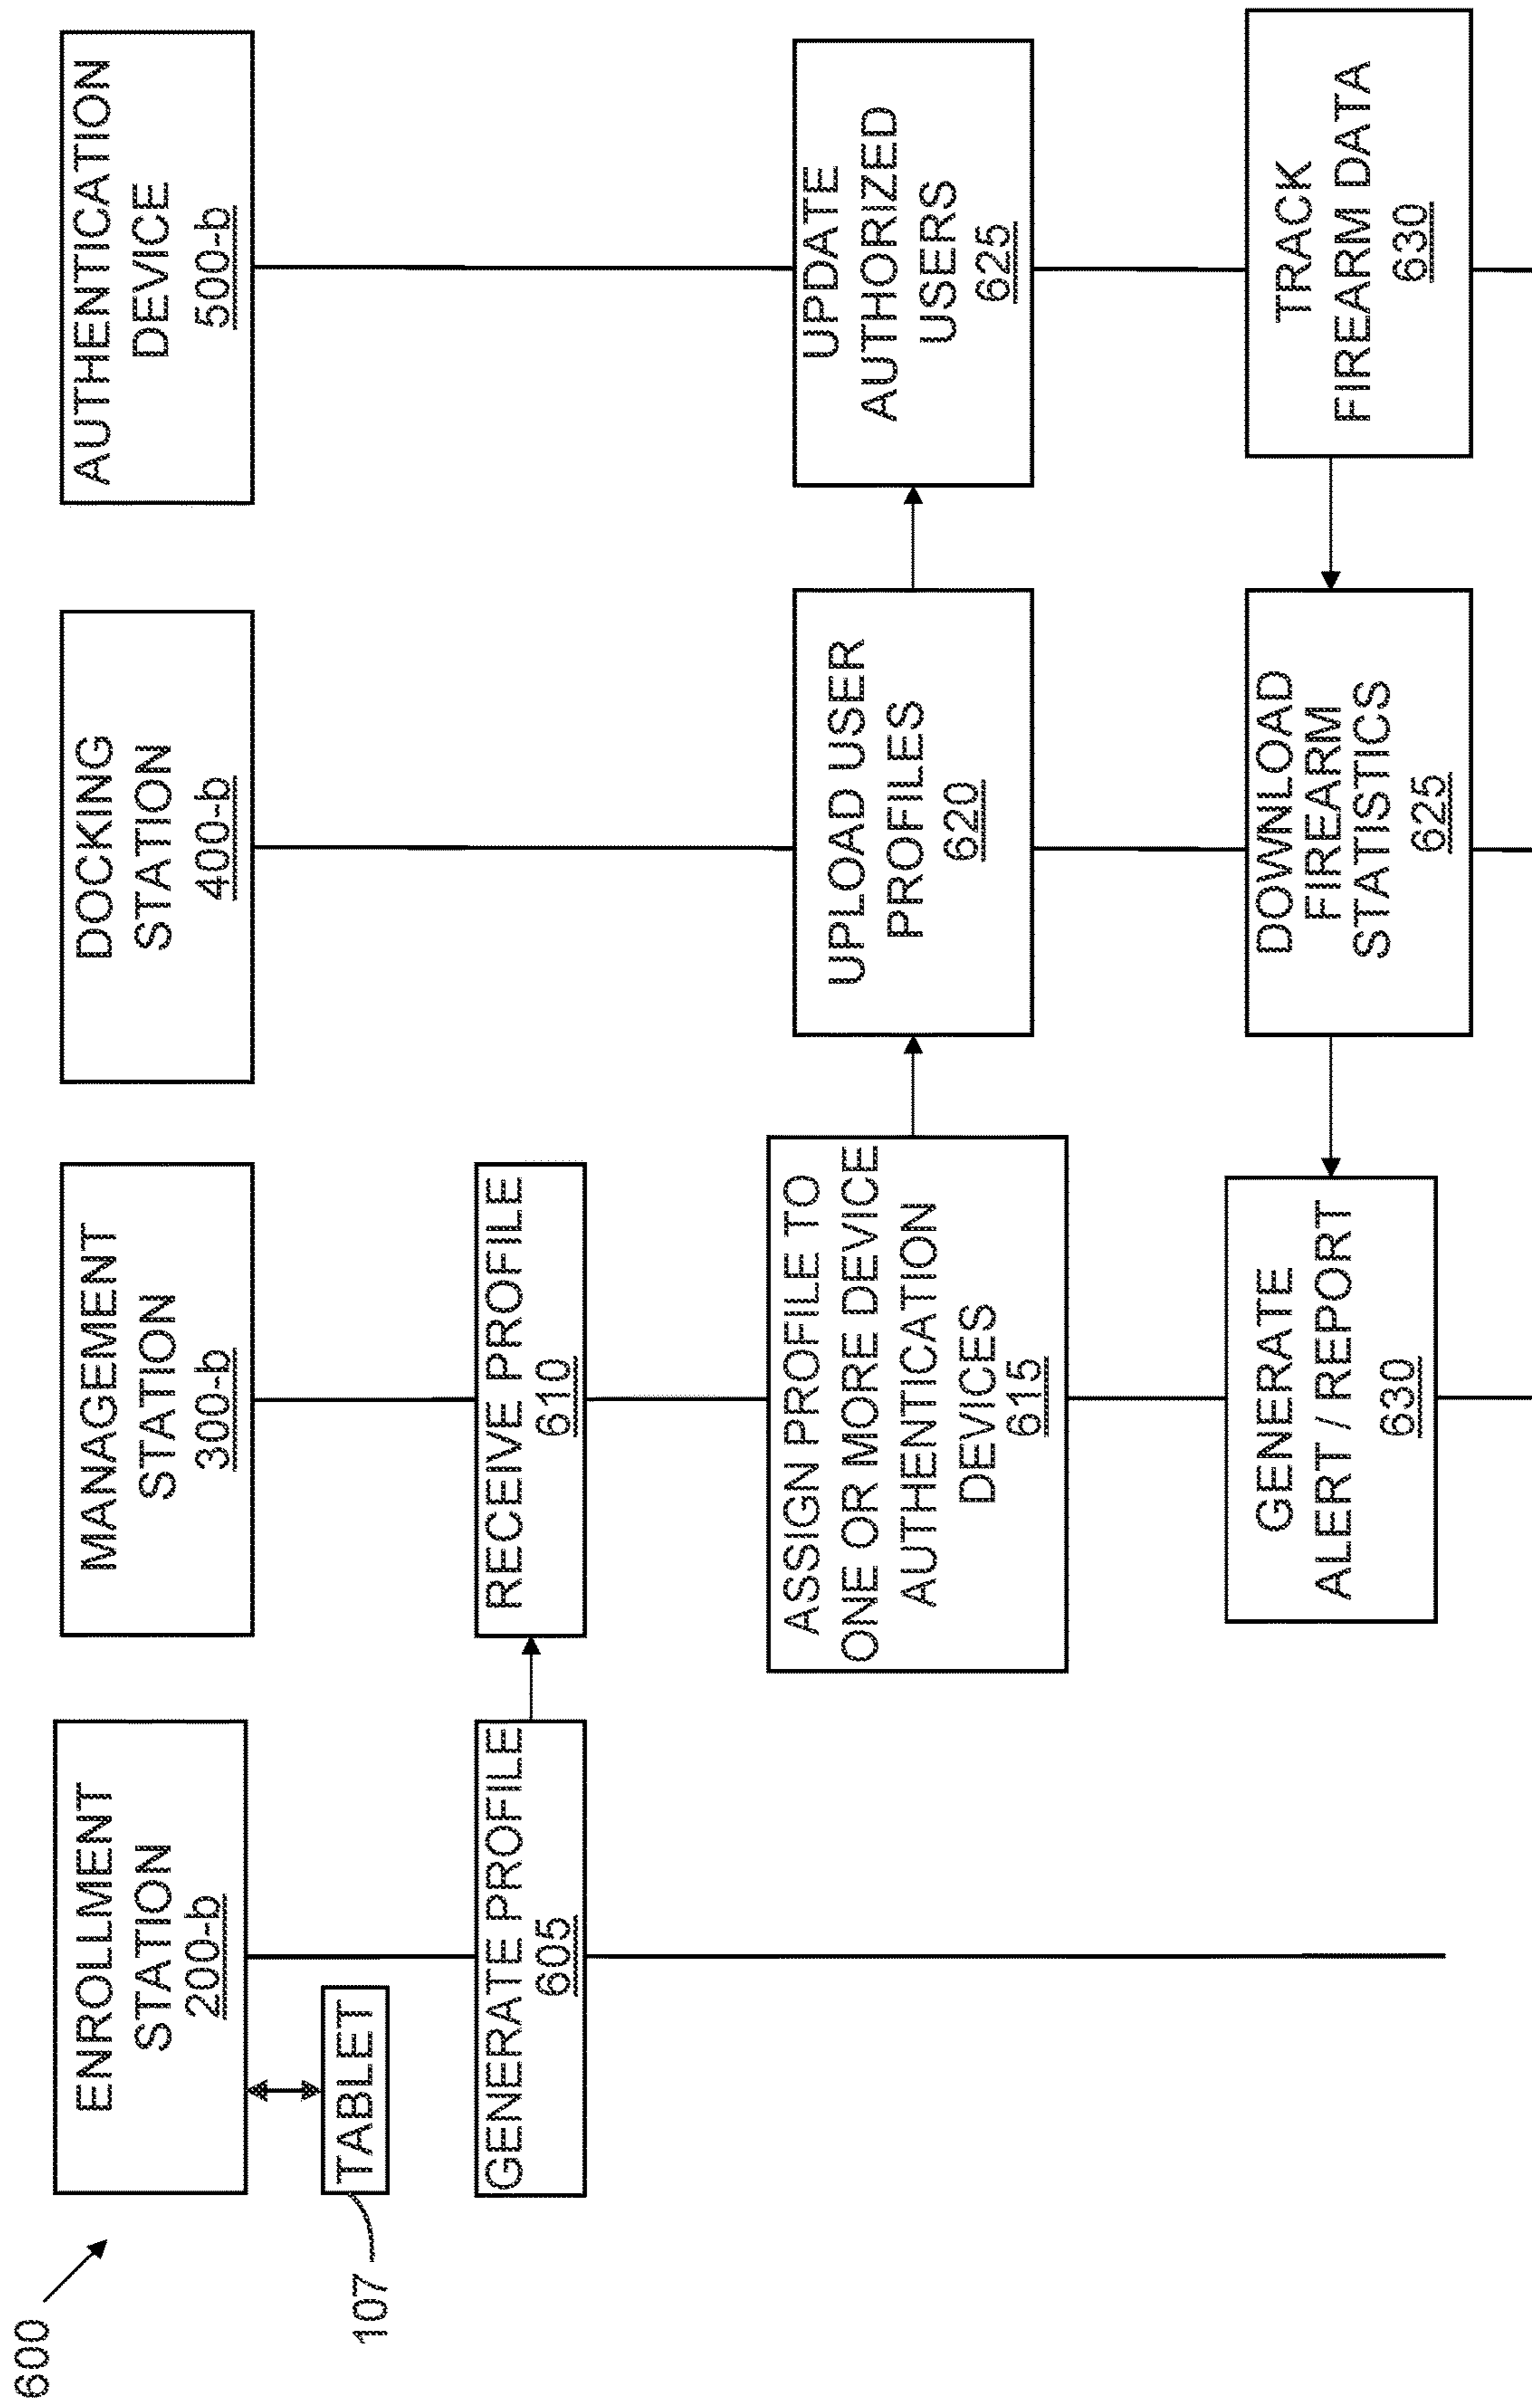 600
ENROLLMENT
STATION
200-b
MANAGEMENT
STATION
300-b
DOCKING
STATION
400-b
AUTHENTICATION
DEVICE
500-b
TABLET
107
GENERATE PROFILE
605
RECEIVE PROFILE
610
ASSIGN PROFILE TO
ONE OR MORE DEVICE
AUTHENTICATION
DEVICES
615
UPLOAD USER
PROFILES
620
UPDATE
AUTHORIZED
USERS
625
GENERATE
ALERT / REPORT
630
DOWNLOAD
FIREARM
STATISTICS
625
TRACK
FIREARM DATA
630